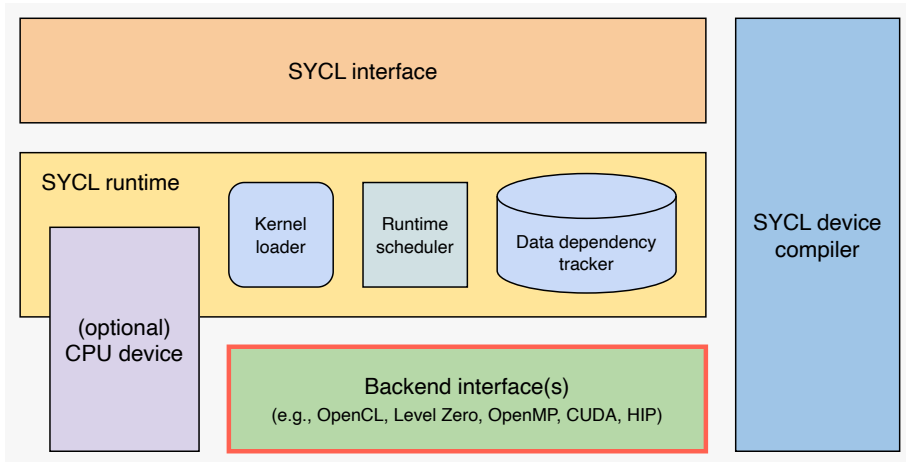 SYCL interface
SYCL runtime
Kernel
loader
Runtime
scheduler
Data dependency
tracker
(optional)
CPU device
Backend interface(s)
(e.g., OpenCL, Level Zero, OpenMP, CUDA, HIP)
SYCL device
compiler